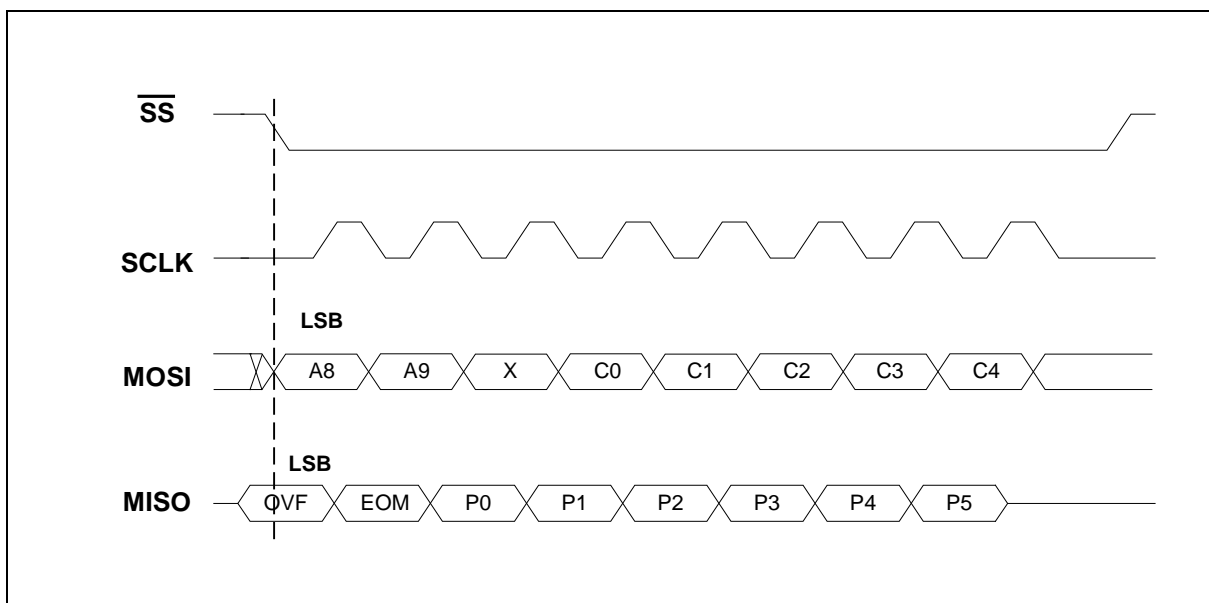 SS
SCLK
LSB
MOSI A8 A9 X C0 C1 C2 C3 C4
LSB
MISO OVF EOM P0 P1 P2 P3 P4 P5